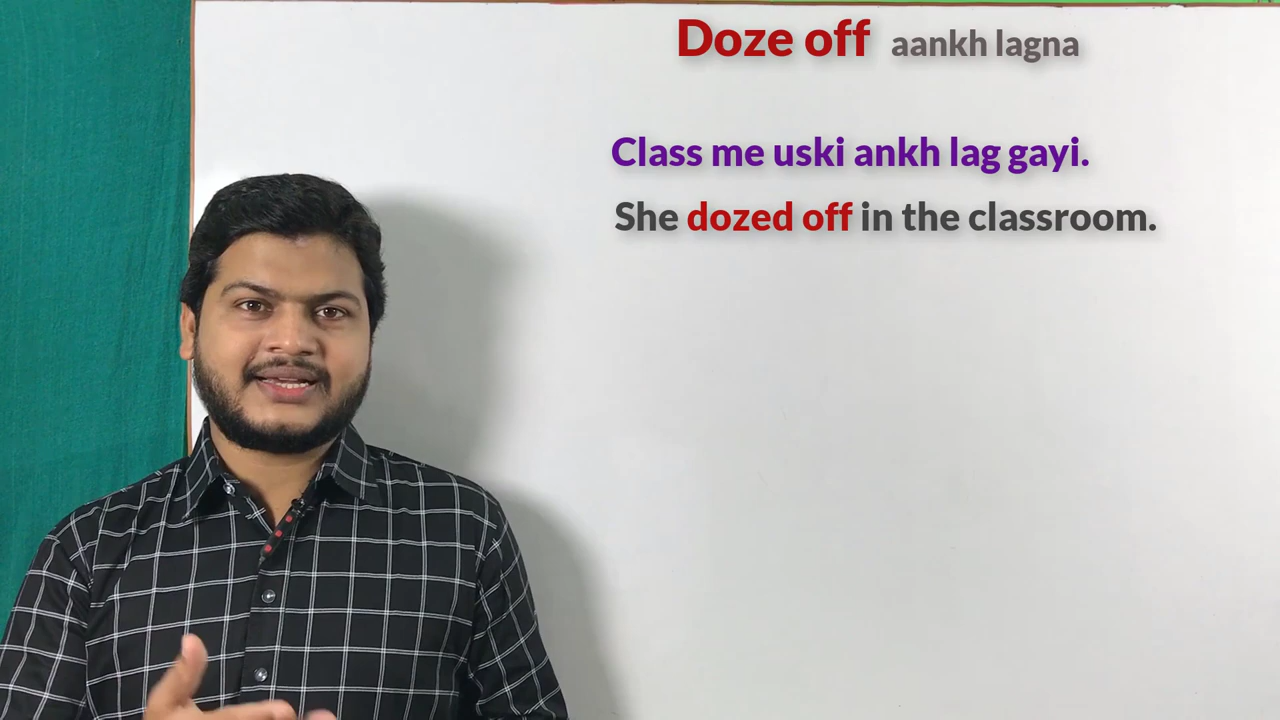 Doze off aankh lagna
Class me uski ankh lag gayi.
She dozed off in the classroom.